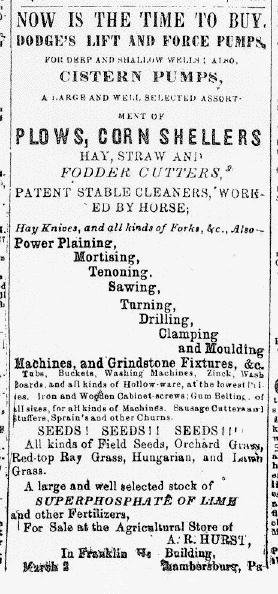 NOW IS THE TIME TO BUY.
DODGE'S LIFT AND FORCE PUMPS,
FOR DEEP AND SHALLOW WELLS; ALSO,
CISTERN PUMPS,
A LARGE AND WELL SELECTED ASSORT-
MENT OF
PLOWS, CORN SHELLERS
HAY, STRAW AND
FODDER CUTTERS,
PATENT STABLE CLEANERS, WORK-
ED BY HORSE;
Hay Knives, and all kinds of Forks, &c., Also—
Power Plaining,
Mortising,
Tenoning.
Sawing,
Turning,
Drilling,
Clamping
and Moulding
Machines, and Grindstone Fixtures, &c.
Tubs, Buckets, Washing Machines, Zinck, Wash
Boards, and all kinds of Hollow-ware, at the lowest
Iron and Wooden Cabinet-screws; Gum Belting, of
all sizes, for all kinds of Machines. Sausage Cutters and
Stuffers, Sprain's and other Churns.
SEEDS! SEEDS!! SEEDS!!!
All kinds of Field Seeds, Orchard Grass,
Red-top Ray Grass, Hungarian, and Lawn
Grass.
A large and well selected stock of
SUPERPHOSPHATE OF LIME
and other Fertilizers,
For Sale at the Agricultural Store of
A. R. HURST,
In Franklin Building,
March 2 Chambersburg, Pa